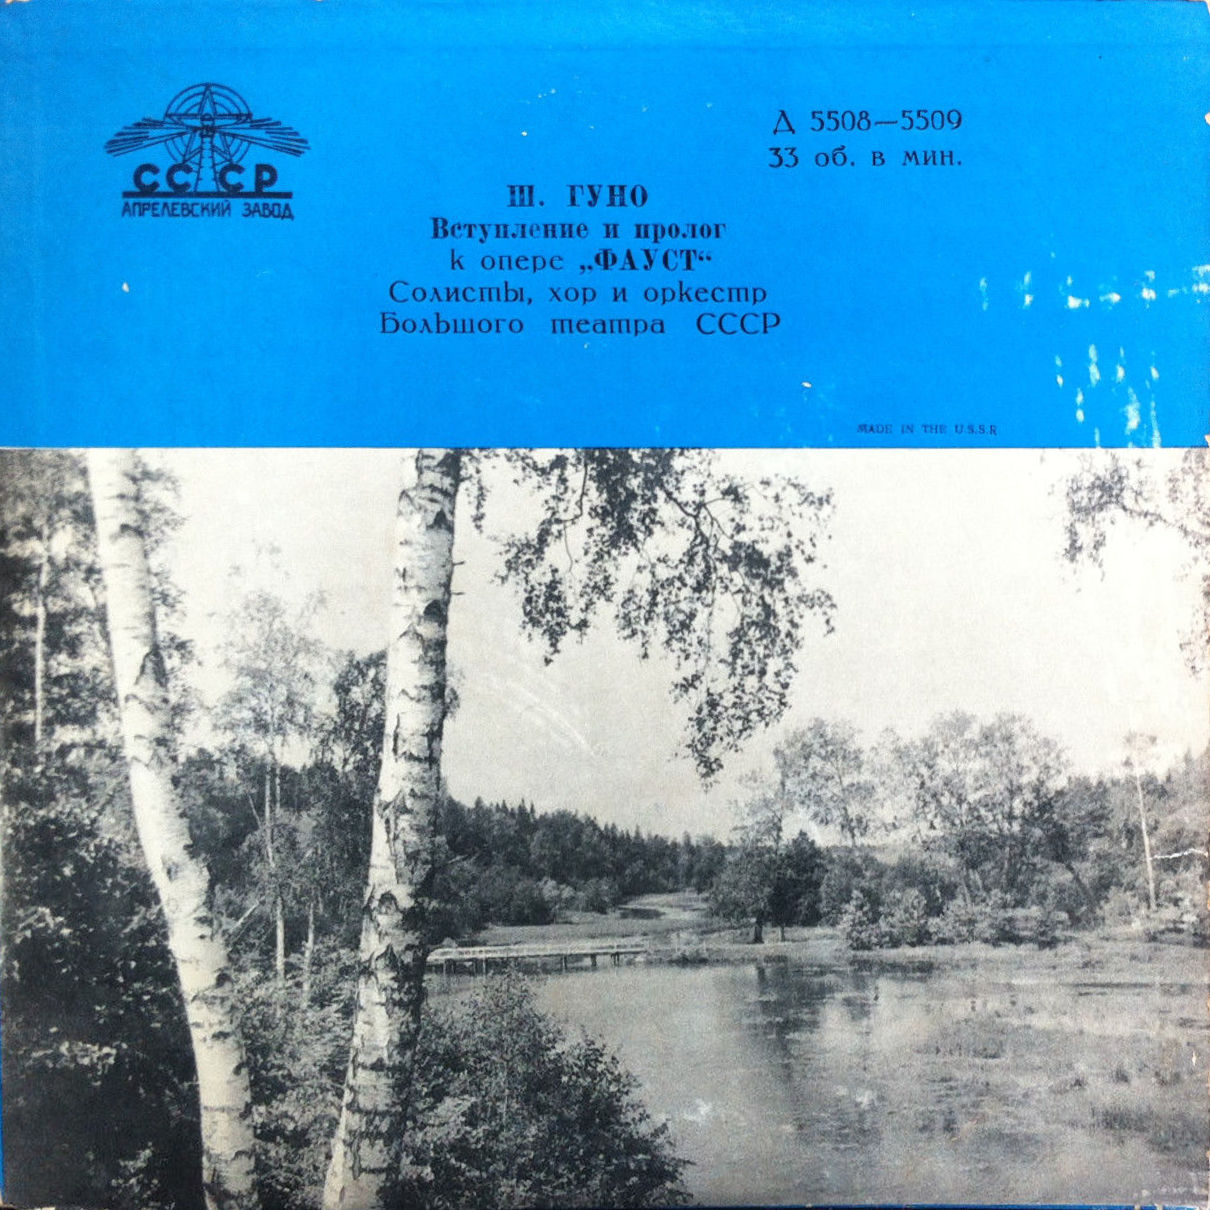 СССР
АПРЕЛЕВСКИЙ ЗАВОД
Д 5508—5509
33 об. в мин.
Ш. ГУНО
Вступление и пролог
к опере „ФАУСТ“
Солисты, хор и оркестр
Большого театра СССР
MADE IN THE U.S.S.R